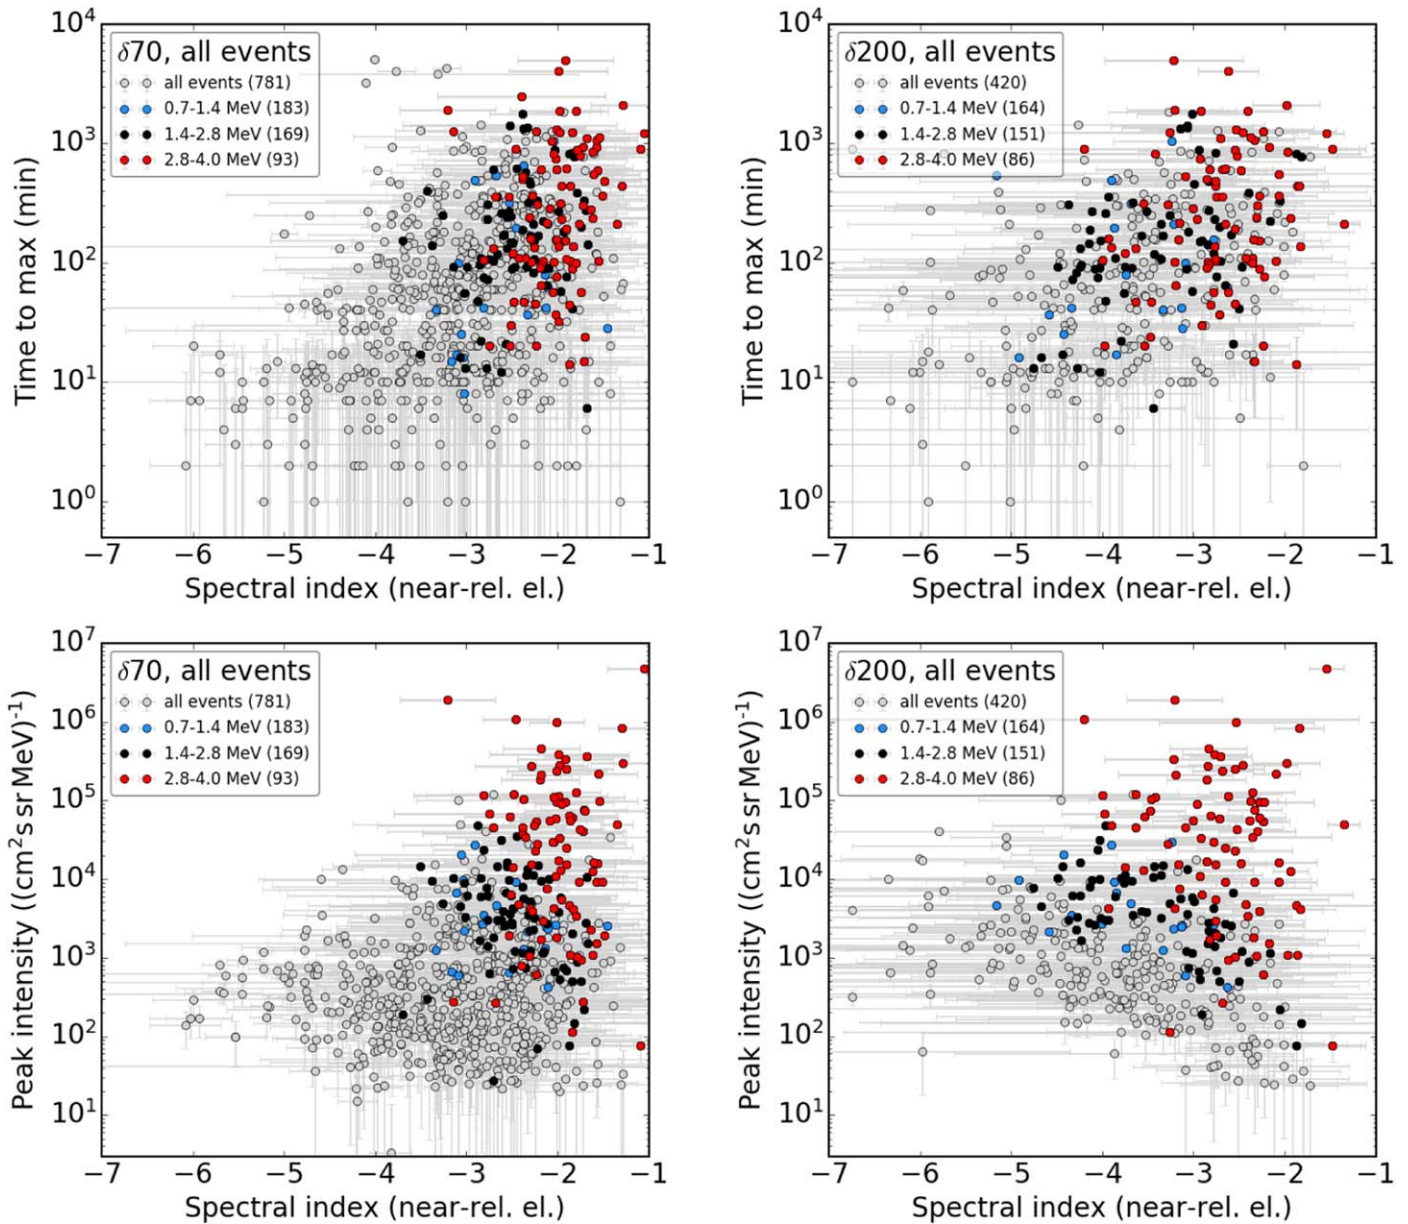 δ70, all events
all events (781)
0.7-1.4 MeV (183)
1.4-2.8 MeV (169)
2.8-4.0 MeV (93)
Time to max (min)
10⁴
10³
10²
10¹
10⁰
−7 −6 −5 −4 −3 −2 −1
Spectral index (near-rel. el.)
δ200, all events
all events (420)
0.7-1.4 MeV (164)
1.4-2.8 MeV (151)
2.8-4.0 MeV (86)
Time to max (min)
10⁴
10³
10²
10¹
10⁰
−7 −6 −5 −4 −3 −2 −1
Spectral index (near-rel. el.)
δ70, all events
all events (781)
0.7-1.4 MeV (183)
1.4-2.8 MeV (169)
2.8-4.0 MeV (93)
Peak intensity ((cm²s sr MeV)⁻¹)
10⁷
10⁶
10⁵
10⁴
10³
10²
10¹
−7 −6 −5 −4 −3 −2 −1
Spectral index (near-rel. el.)
δ200, all events
all events (420)
0.7-1.4 MeV (164)
1.4-2.8 MeV (151)
2.8-4.0 MeV (86)
Peak intensity ((cm²s sr MeV)⁻¹)
10⁷
10⁶
10⁵
10⁴
10³
10²
10¹
−7 −6 −5 −4 −3 −2 −1
Spectral index (near-rel. el.)